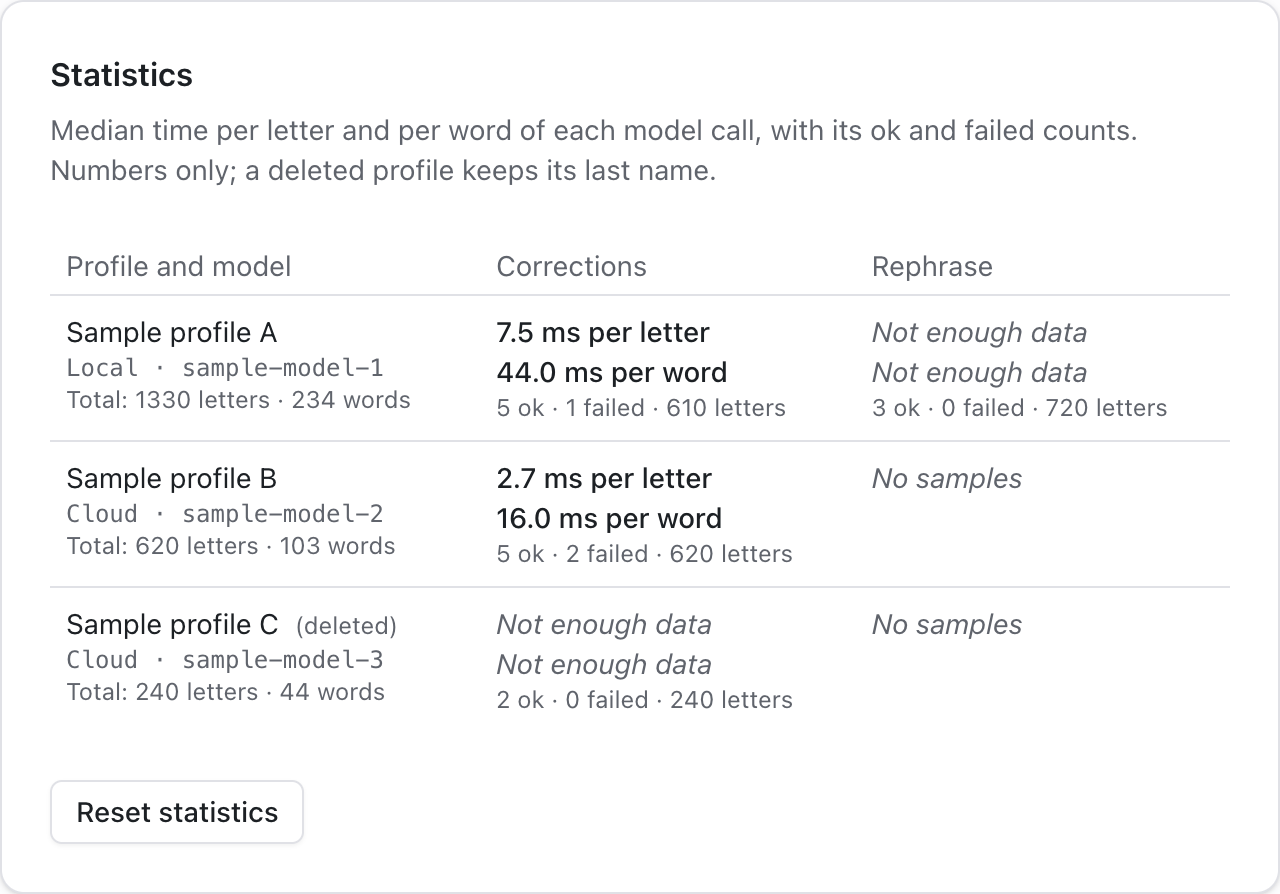 Statistics
Median time per letter and per word of each model call, with its ok and failed counts.
Numbers only; a deleted profile keeps its last name.
Profile and model Corrections Rephrase
Sample profile A 7.5 ms per letter Not enough data
Local · sample-model-1 44.0 ms per word Not enough data
Total: 1330 letters · 234 words 5 ok · 1 failed · 610 letters 3 ok · 0 failed · 720 letters
Sample profile B 2.7 ms per letter No samples
Cloud · sample-model-2 16.0 ms per word
Total: 620 letters · 103 words 5 ok · 2 failed · 620 letters
Sample profile C (deleted) Not enough data No samples
Cloud · sample-model-3 Not enough data
Total: 240 letters · 44 words 2 ok · 0 failed · 240 letters
Reset statistics